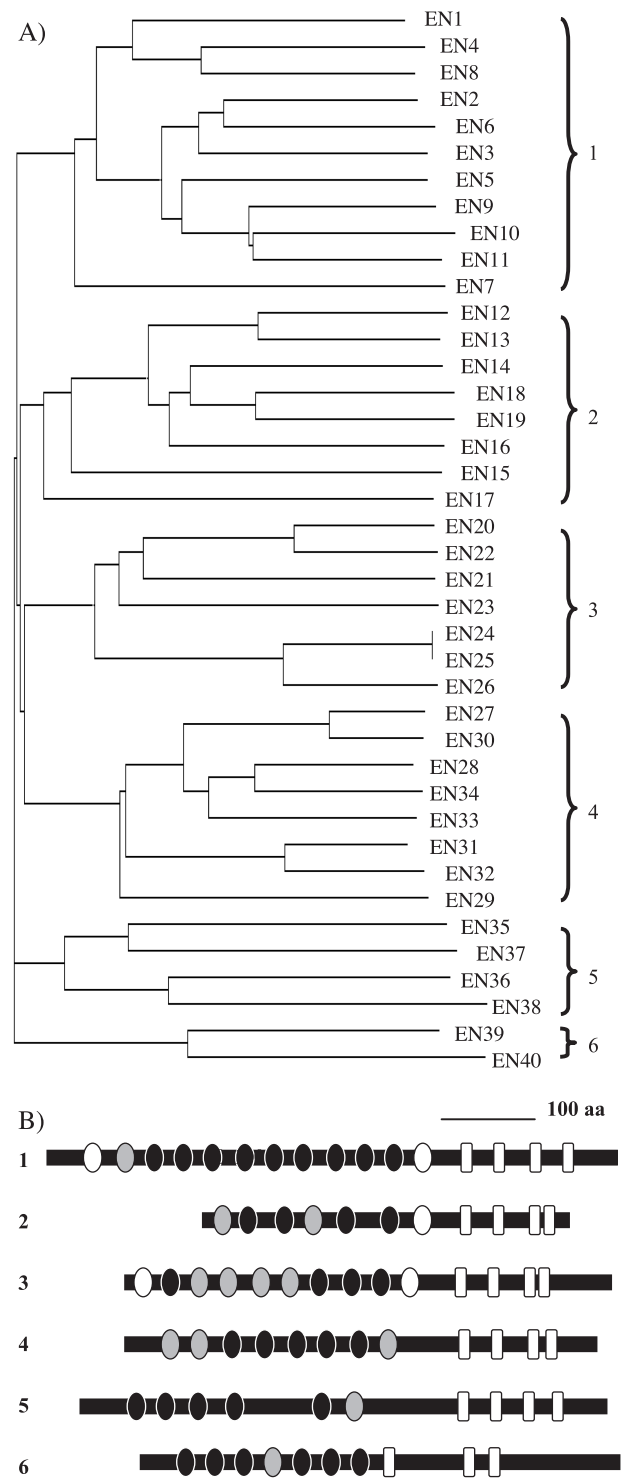 A)
EN1
EN4
EN8
EN2
EN6
EN3
EN5
EN9
EN10
EN11
EN7
1
EN12
EN13
EN14
EN18
EN19
EN16
EN15
EN17
2
EN20
EN22
EN21
EN23
EN24
EN25
EN26
3
EN27
EN30
EN28
EN34
EN33
EN31
EN32
EN29
4
EN35
EN37
EN36
EN38
5
EN39
EN40
6
B)
100 aa
1
2
3
4
5
6